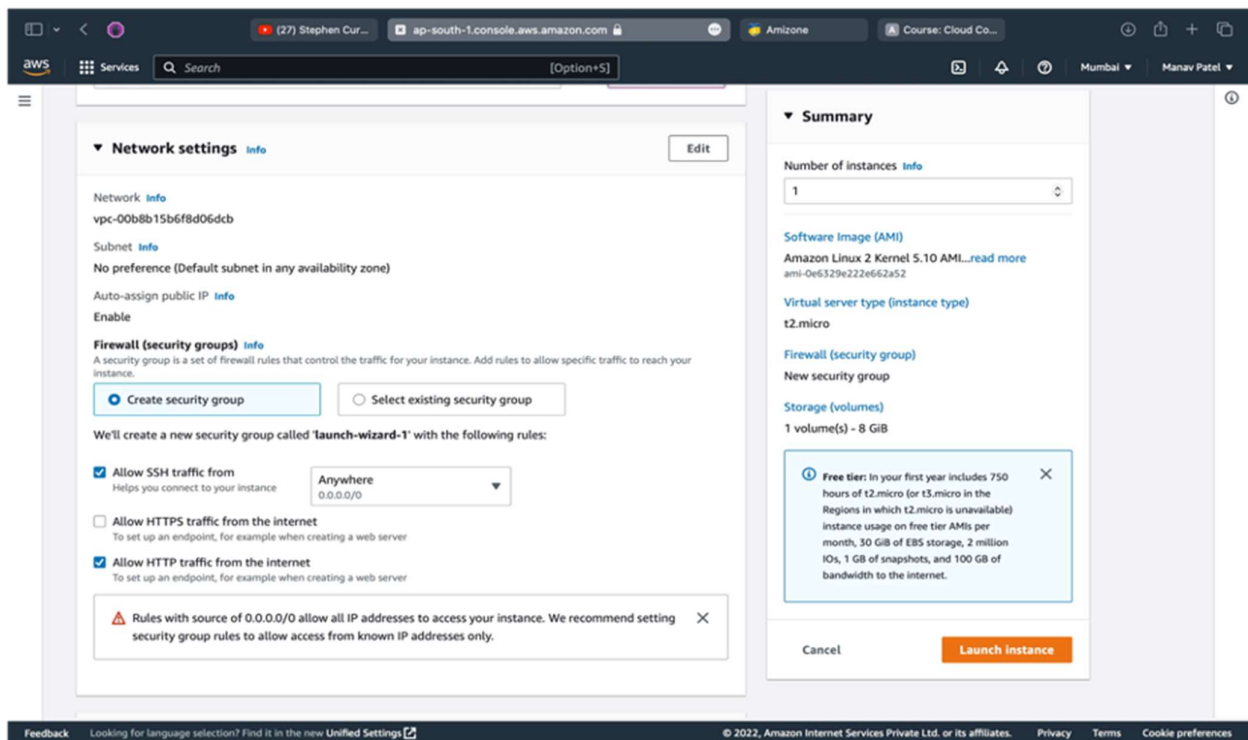 (27) Stephen Cur...
ap-south-1.console.aws.amazon.com
Amizone
A Course: Cloud Co...
aws
Services
Search
[Option+S]
Mumbai
Manav Patel
Network settings Info
Edit
Network Info
vpc-00b8b15b6f8d06dcb
Subnet Info
No preference (Default subnet in any availability zone)
Auto-assign public IP Info
Enable
Firewall (security groups) Info
A security group is a set of firewall rules that control the traffic for your instance. Add rules to allow specific traffic to reach your
instance.
Create security group
Select existing security group
We'll create a new security group called 'launch-wizard-1' with the following rules:
Allow SSH traffic from
Helps you connect to your instance
Anywhere
0.0.0.0/0
Allow HTTPS traffic from the internet
To set up an endpoint, for example when creating a web server
Allow HTTP traffic from the internet
To set up an endpoint, for example when creating a web server
Rules with source of 0.0.0.0/0 allow all IP addresses to access your instance. We recommend setting
security group rules to allow access from known IP addresses only.
Summary
Number of instances Info
1
Software Image (AMI)
Amazon Linux 2 Kernel 5.10 AMI...read more
ami-0e6329e222e662a52
Virtual server type (instance type)
t2.micro
Firewall (security group)
New security group
Storage (volumes)
1 volume(s) - 8 GiB
Free tier: In your first year includes 750
hours of t2.micro (or t3.micro in the
Regions in which t2.micro is unavailable)
instance usage on free tier AMIs per
month, 30 GiB of EBS storage, 2 million
IOs, 1 GB of snapshots, and 100 GB of
bandwidth to the internet.
Cancel
Launch instance
Feedback
Looking for language selection? Find it in the new Unified Settings
© 2022, Amazon Internet Services Private Ltd. or its affiliates.
Privacy
Terms
Cookie preferences